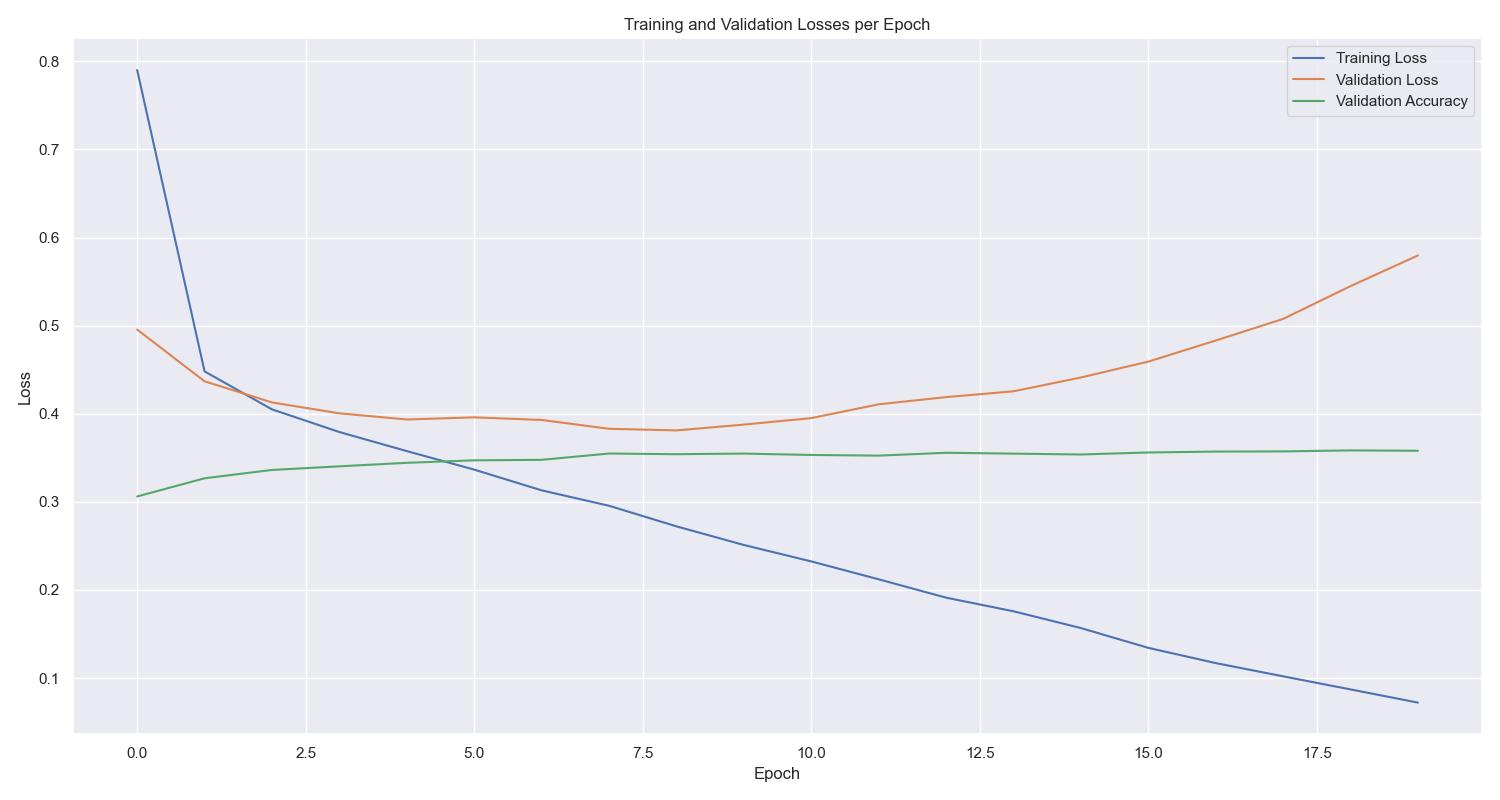 Training and Validation Losses per Epoch
Training Loss
Validation Loss
Validation Accuracy
0.8
0.7
0.6
0.5
0.4
0.3
0.2
0.1
Loss
0.0 2.5 5.0 7.5 10.0 12.5 15.0 17.5
Epoch